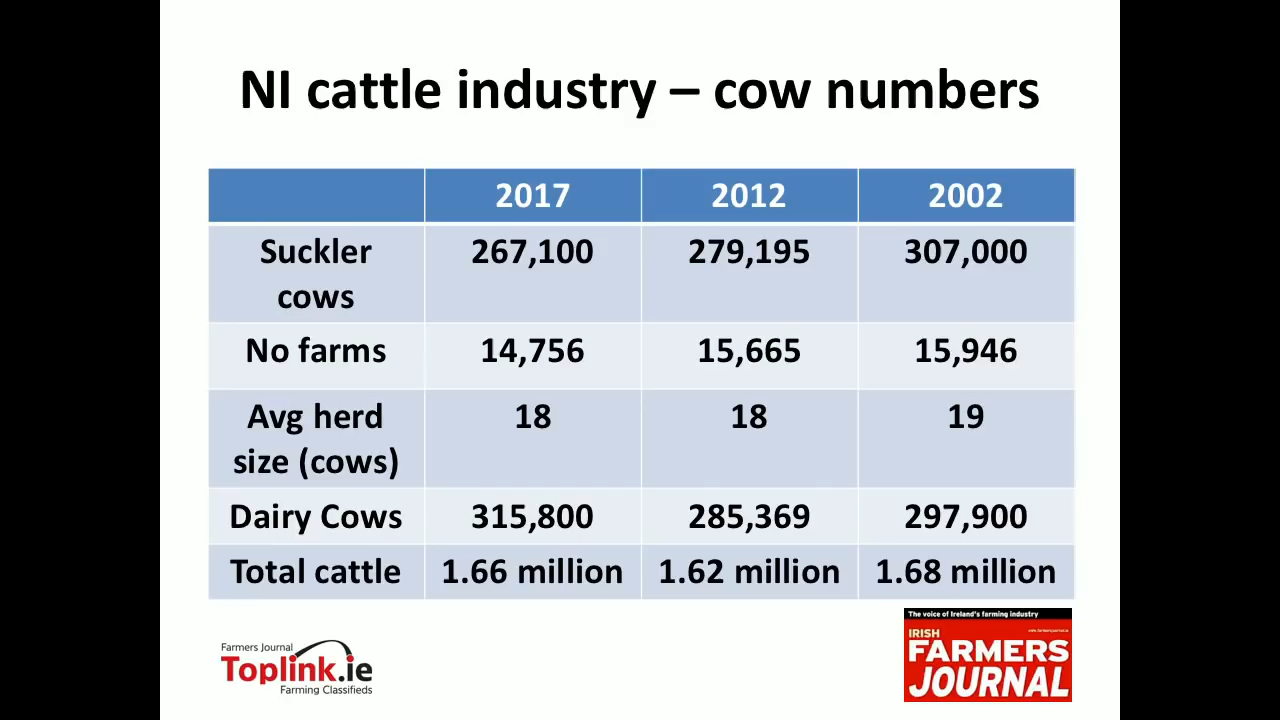 NI cattle industry – cow numbers
2017 2012 2002
Suckler cows 267,100 279,195 307,000
No farms 14,756 15,665 15,946
Avg herd size (cows) 18 18 19
Dairy Cows 315,800 285,369 297,900
Total cattle 1.66 million 1.62 million 1.68 million
Farmers Journal
Toplink.ie
Farming Classifieds
The voice of Ireland's farming industry
www.farmersjournal.ie
IRISH
FARMERS
JOURNAL